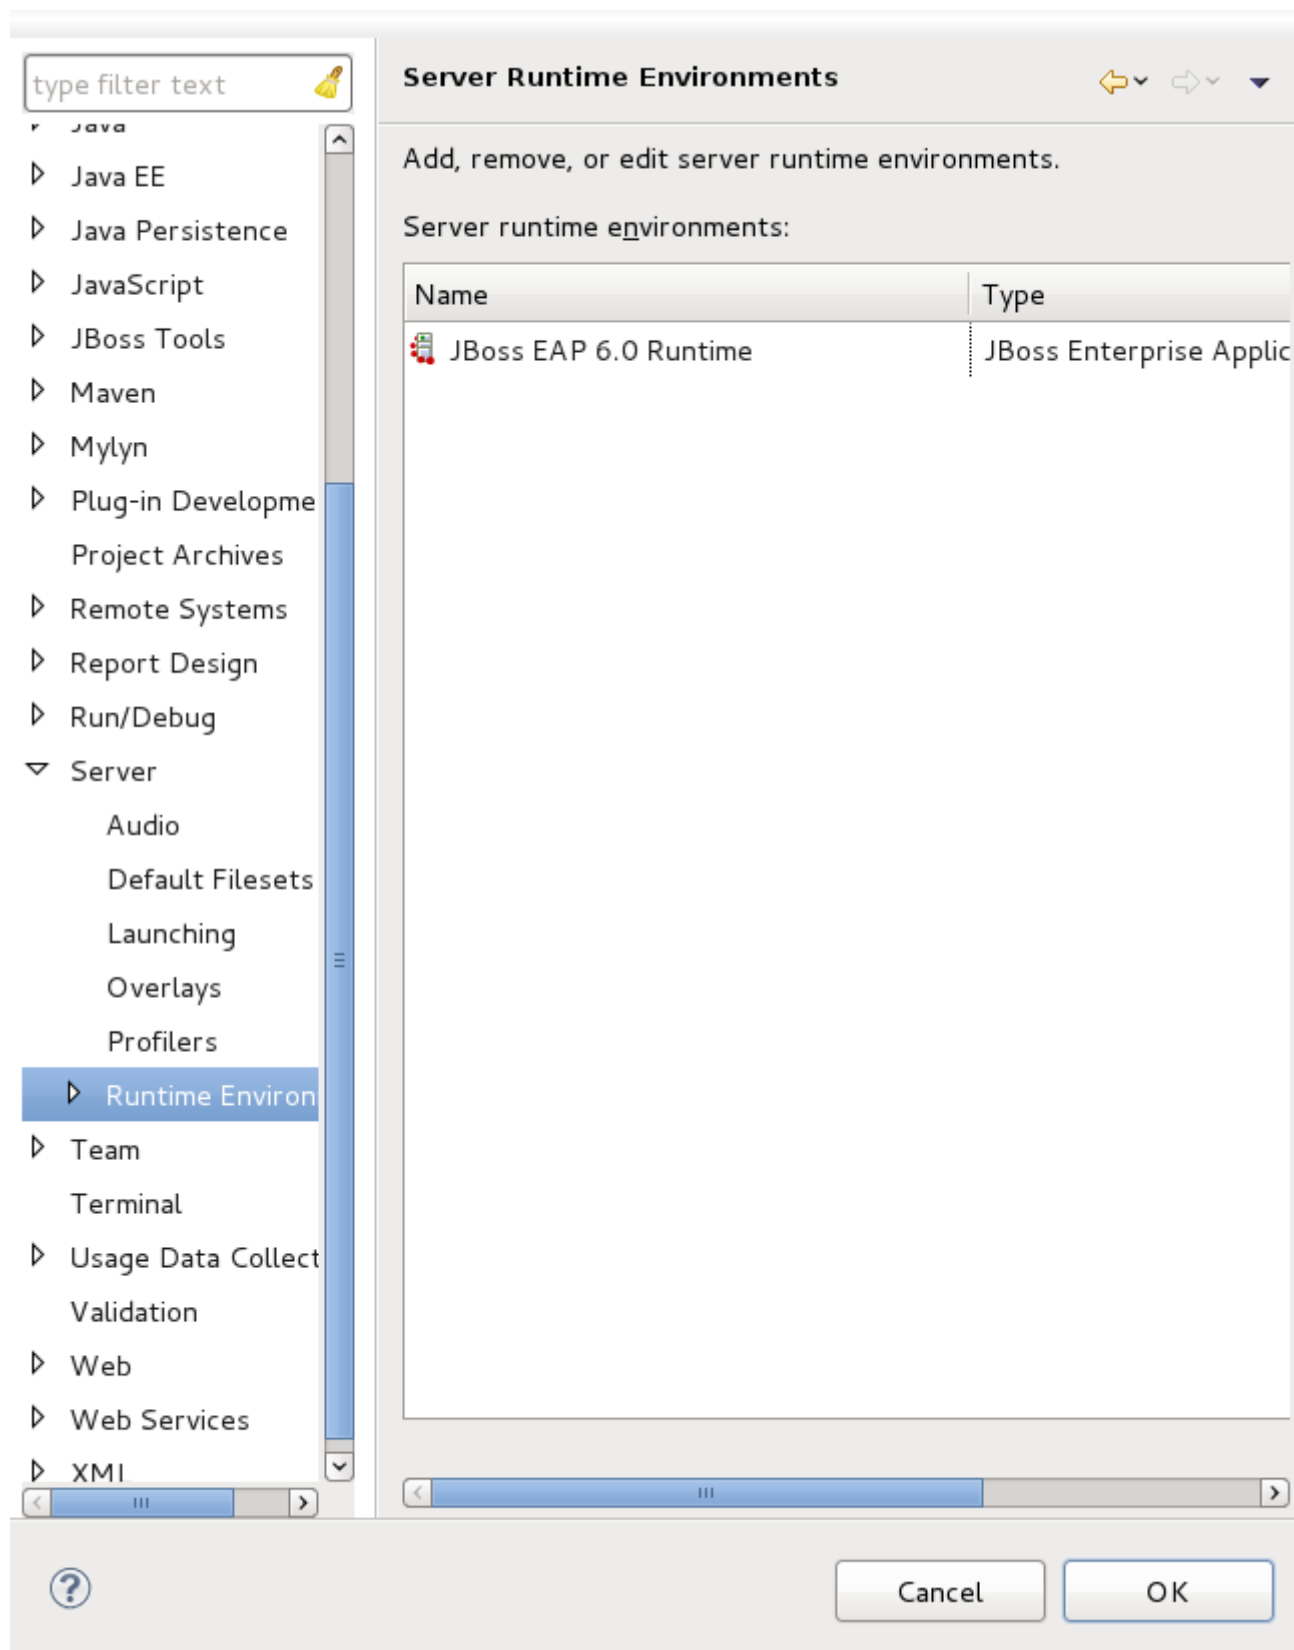 type filter text
Java
Java EE
Java Persistence
JavaScript
JBoss Tools
Maven
Mylyn
Plug-in Developme
Project Archives
Remote Systems
Report Design
Run/Debug
Server
Audio
Default Filesets
Launching
Overlays
Profilers
Runtime Environ
Team
Terminal
Usage Data Collect
Validation
Web
Web Services
XML
Server Runtime Environments
Add, remove, or edit server runtime environments.
Server runtime environments:
Name Type
JBoss EAP 6.0 Runtime JBoss Enterprise Applic
Cancel OK